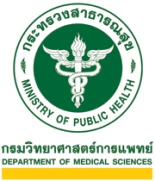 กระทรวงสาธารณสุข
MINISTRY OF PUBLIC HEALTH
กรมวิทยาศาสตร์การแพทย์
DEPARTMENT OF MEDICAL SCIENCES